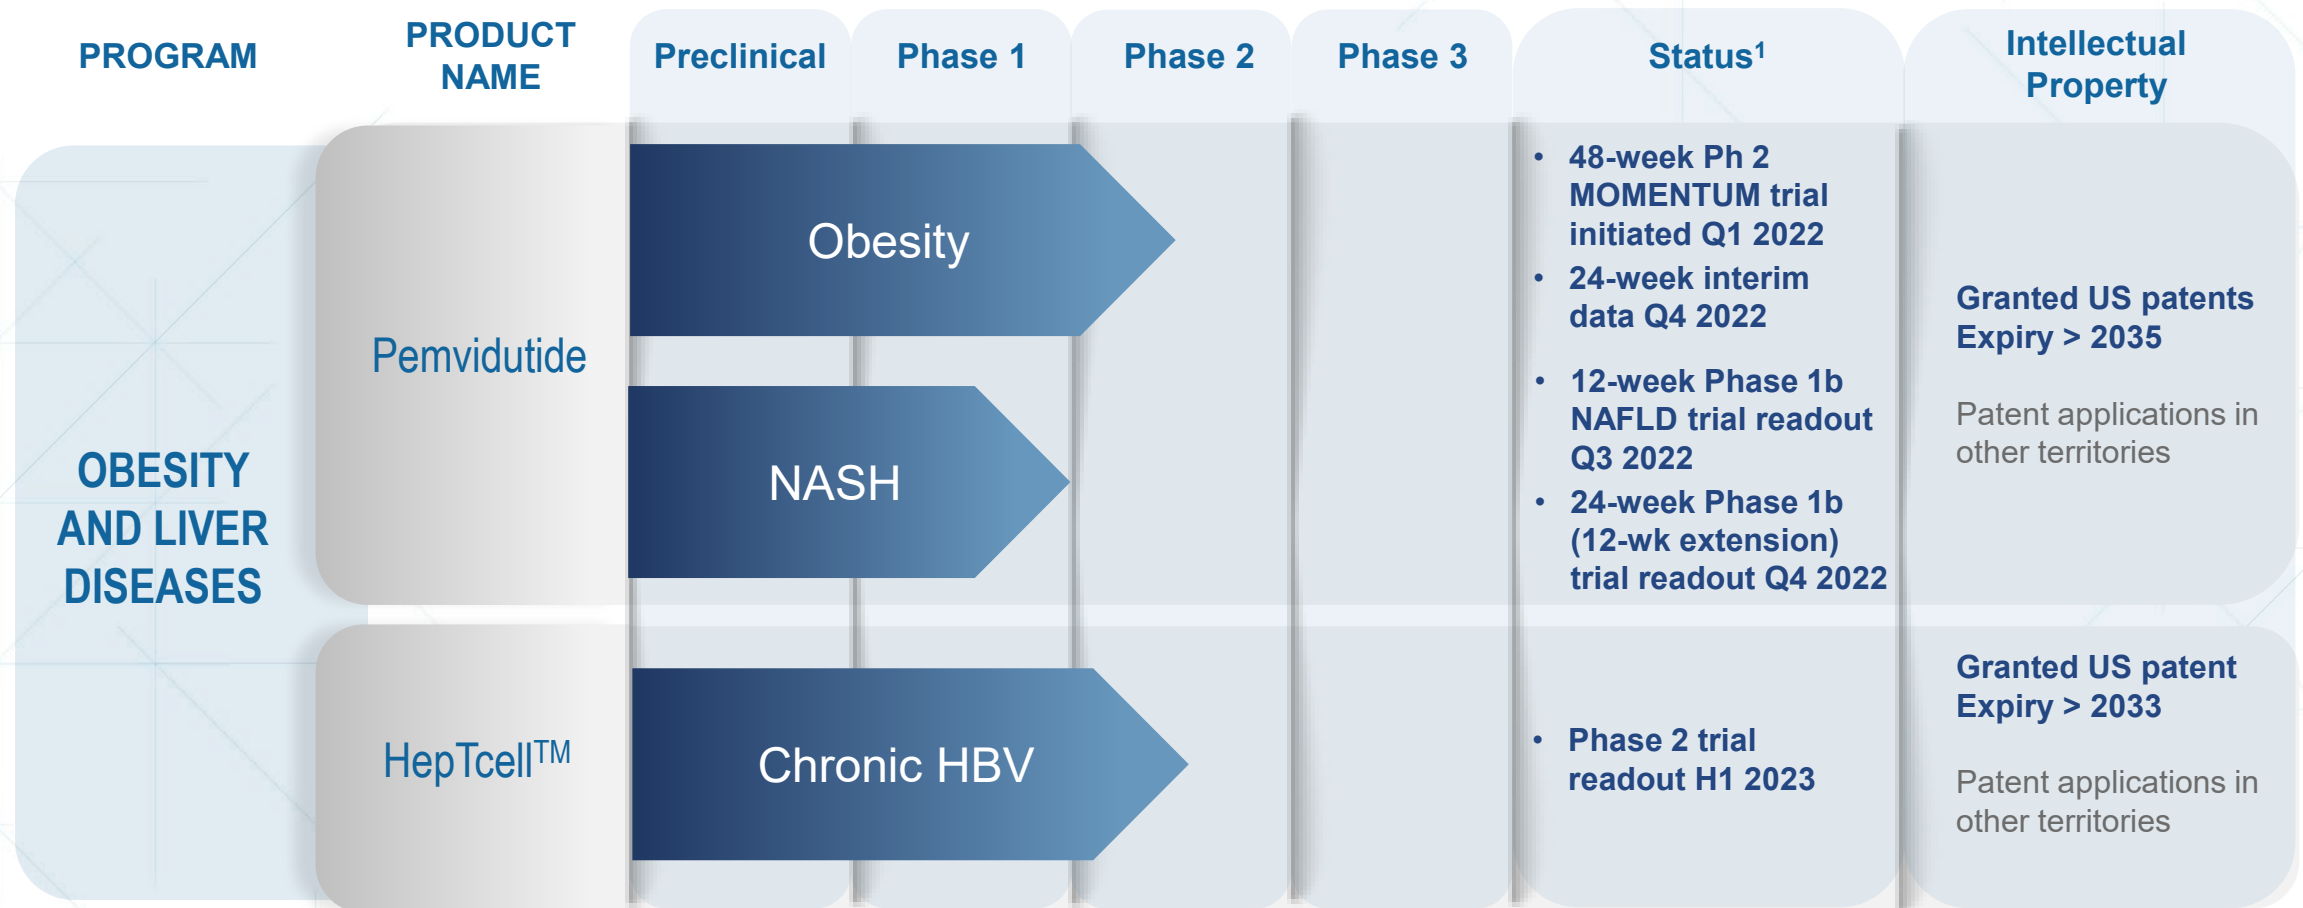 PROGRAM
PRODUCT
NAME
Preclinical
Phase 1
Phase 2
Phase 3
Status¹
Intellectual
Property
OBESITY
AND LIVER
DISEASES
Pemvidutide
Obesity
• 48-week Ph 2
MOMENTUM trial
initiated Q1 2022
• 24-week interim
data Q4 2022
NASH
• 12-week Phase 1b
NAFLD trial readout
Q3 2022
• 24-week Phase 1b
(12-wk extension)
trial readout Q4 2022
Granted US patents
Expiry > 2035
Patent applications in
other territories
HepTcell™
Chronic HBV
• Phase 2 trial
readout H1 2023
Granted US patent
Expiry > 2033
Patent applications in
other territories